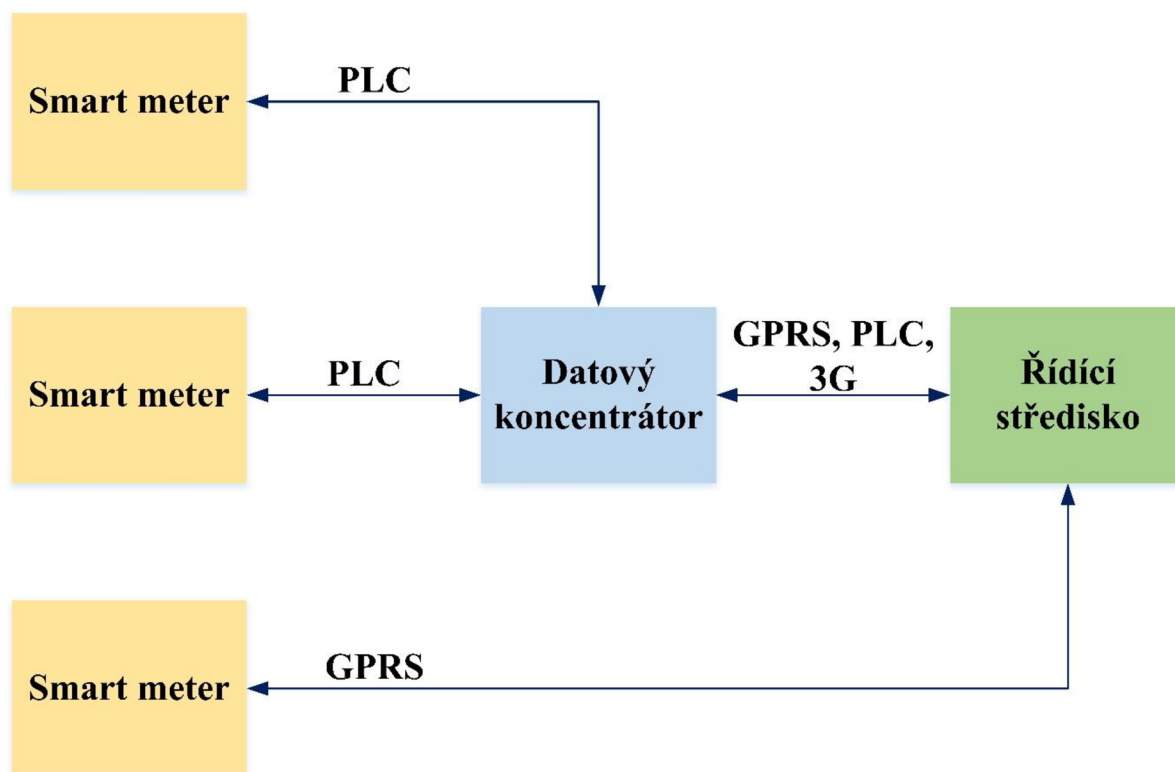 Smart meter
PLC
Smart meter
PLC
Datový
koncentrátor
GPRS, PLC,
3G
Řídící
středisko
Smart meter
GPRS